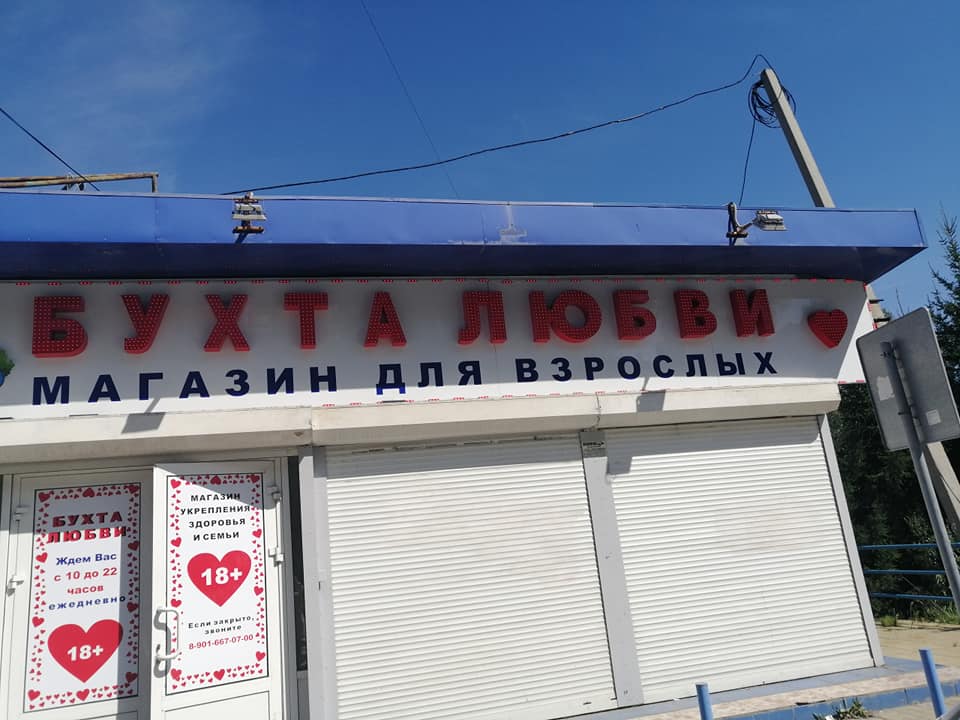 БУХТА ЛЮБВИ
МАГАЗИН ДЛЯ ВЗРОСЛЫХ
БУХТА
ЛЮБВИ
Ждем Вас
с 10 до 22
часов
ежедневно
18+
МАГАЗИН
УКРЕПЛЕНИЯ
ЗДОРОВЬЯ
И СЕМЬИ
18+
Если закрыто,
звоните
8-901-667-07-00